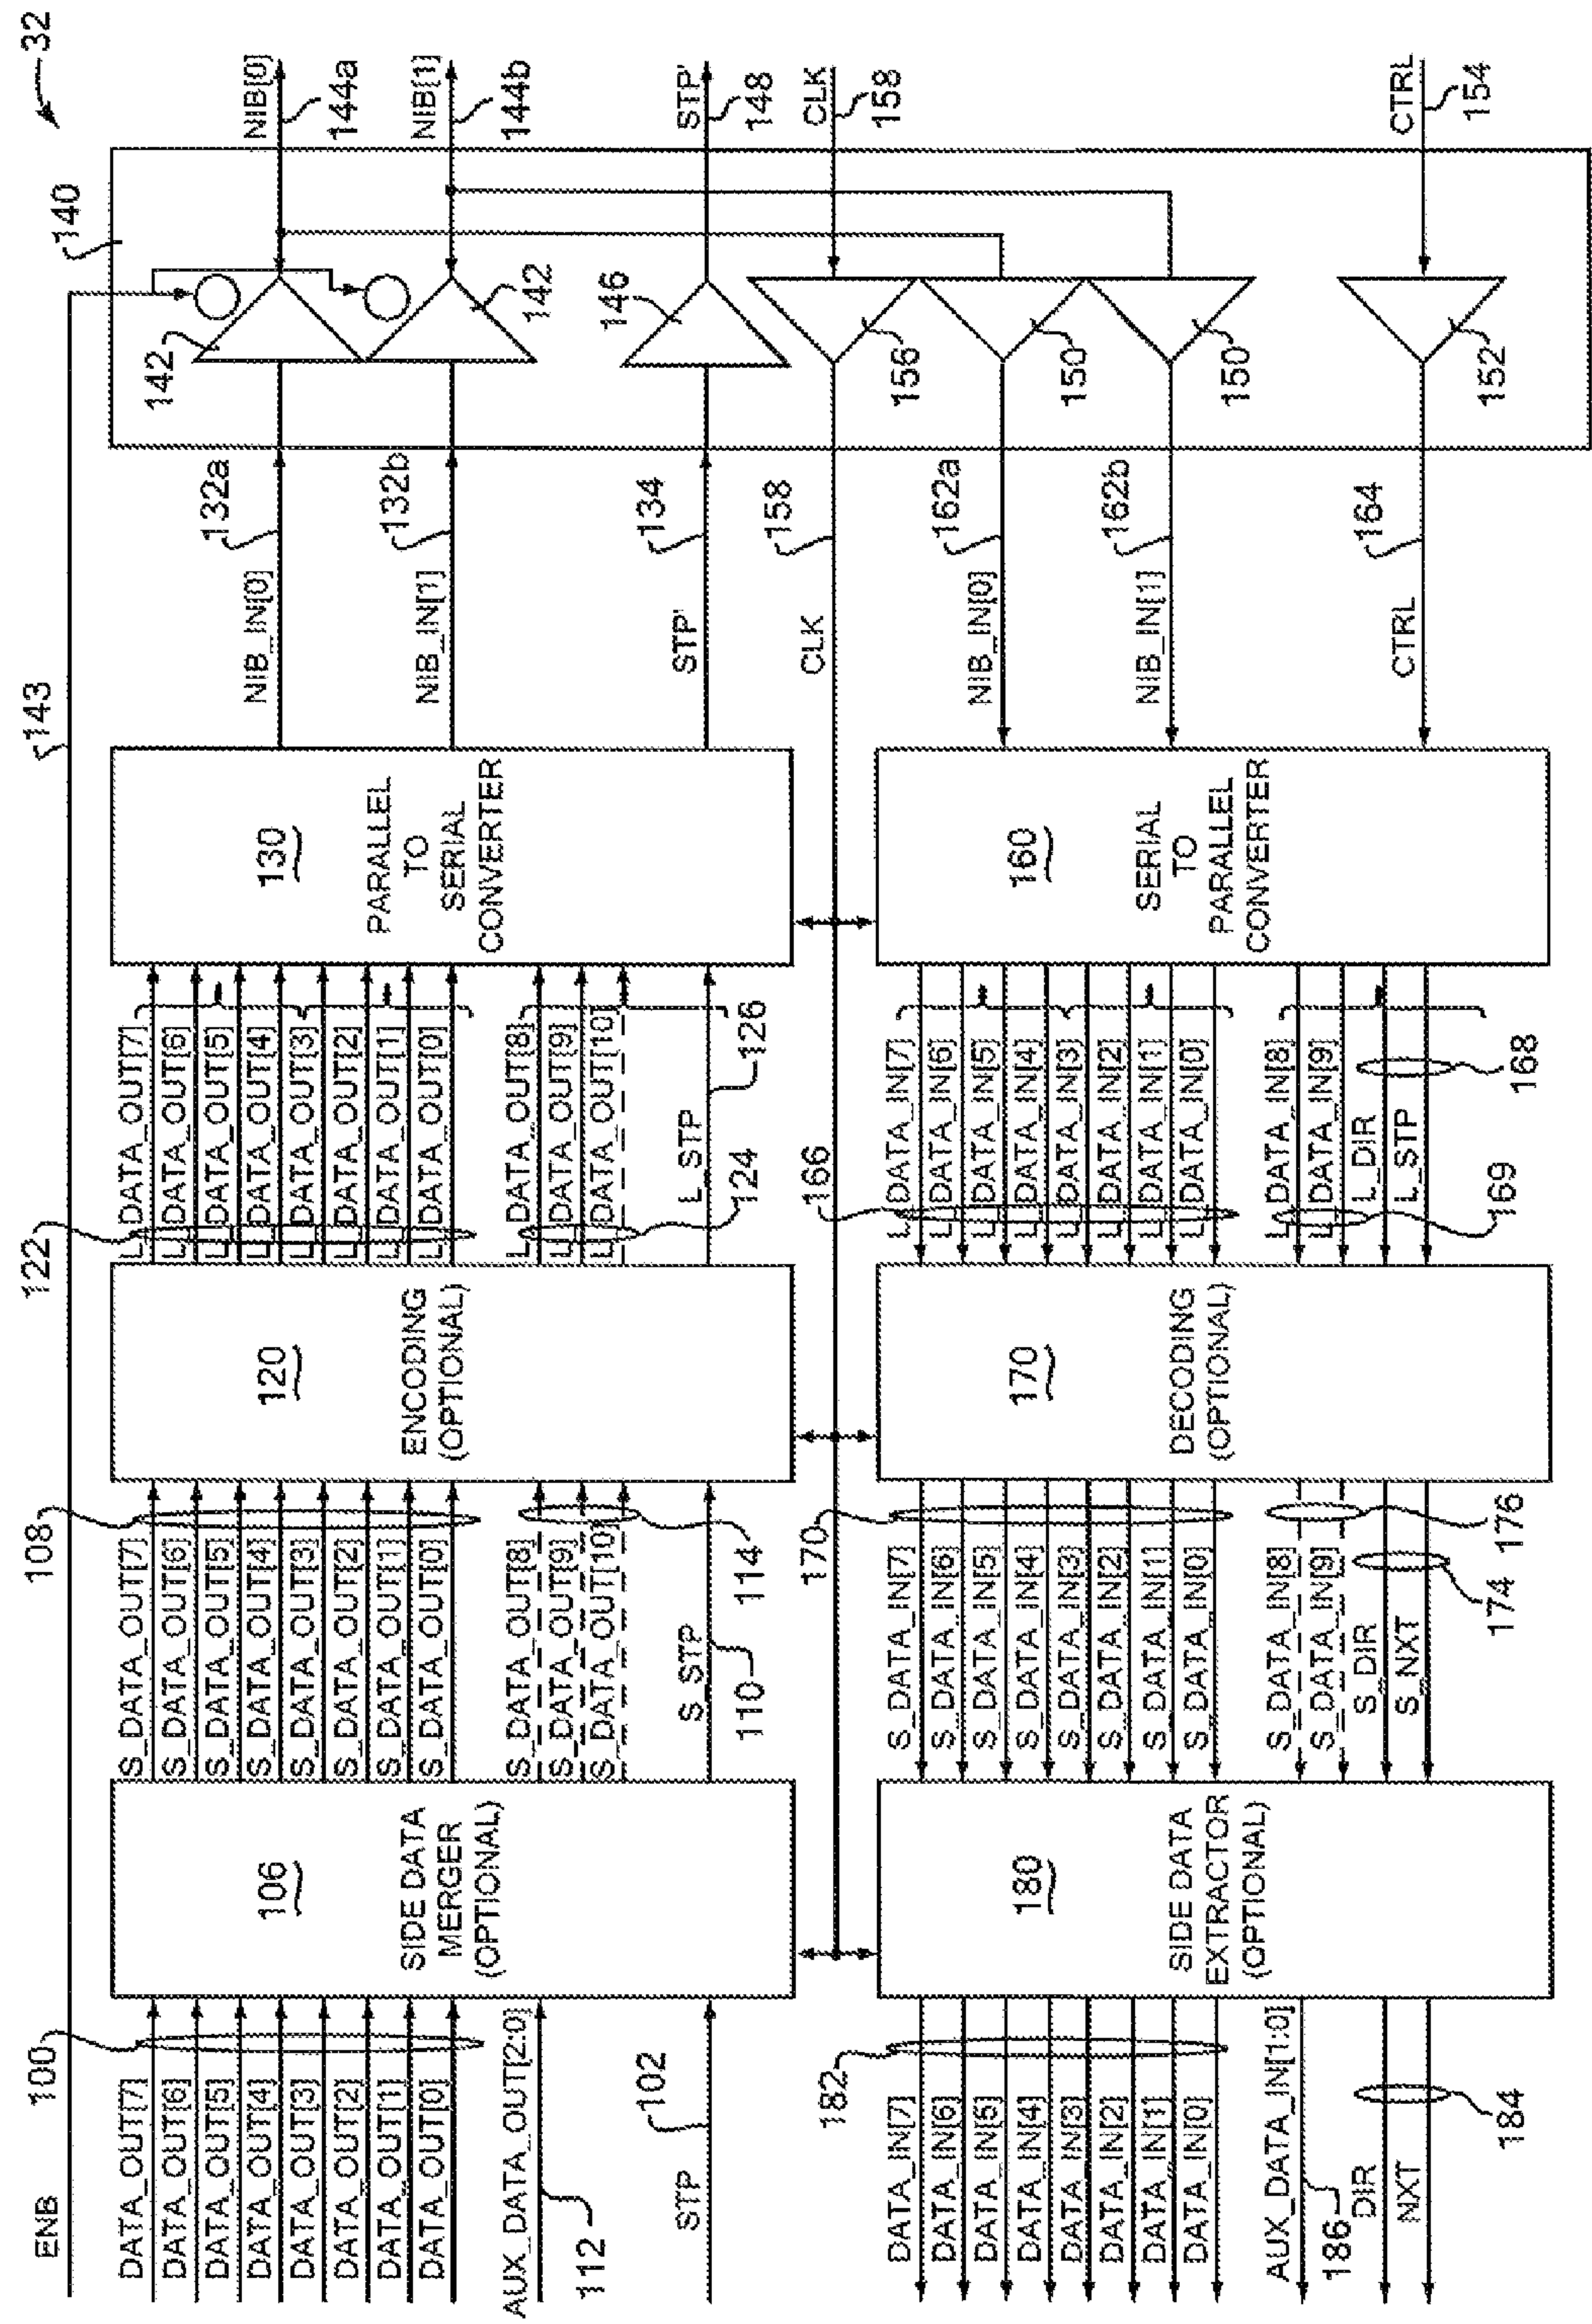 32
ENB
143
100
DATA_OUT[7]
DATA_OUT[6]
DATA_OUT[5]
DATA_OUT[4]
DATA_OUT[3]
DATA_OUT[2]
DATA_OUT[1]
DATA_OUT[0]
AUX_DATA_OUT[2:0]
112
STP
102
106
SIDE DATA
MERGER
(OPTIONAL)
108
S_DATA_OUT[7]
S_DATA_OUT[6]
S_DATA_OUT[5]
S_DATA_OUT[4]
S_DATA_OUT[3]
S_DATA_OUT[2]
S_DATA_OUT[1]
S_DATA_OUT[0]
S_DATA_OUT[8]
S_DATA_OUT[9]
S_DATA_OUT[10]
114
S_STP
110
120
ENCODING
(OPTIONAL)
122
L_DATA_OUT[7]
L_DATA_OUT[6]
L_DATA_OUT[5]
L_DATA_OUT[4]
L_DATA_OUT[3]
L_DATA_OUT[2]
L_DATA_OUT[1]
L_DATA_OUT[0]
L_DATA_OUT[8]
L_DATA_OUT[9]
L_DATA_OUT[10]
124
L_STP
126
130
PARALLEL
TO
SERIAL
CONVERTER
NIB_IN[0]
132a
NIB_IN[1]
132b
STP'
134
140
142
142
146
NIB[0]
144a
NIB[1]
144b
STP'
148
CLK
158
CTRL
154
156
150
150
152
CLK
158
NIB_IN[0]
162a
NIB_IN[1]
162b
CTRL
164
160
SERIAL
TO
PARALLEL
CONVERTER
166
L_DATA_IN[7]
L_DATA_IN[6]
L_DATA_IN[5]
L_DATA_IN[4]
L_DATA_IN[3]
L_DATA_IN[2]
L_DATA_IN[1]
L_DATA_IN[0]
L_DATA_IN[8]
L_DATA_IN[9]
L_DIR
L_STP
168
169
170
DECODING
(OPTIONAL)
170
S_DATA_IN[7]
S_DATA_IN[6]
S_DATA_IN[5]
S_DATA_IN[4]
S_DATA_IN[3]
S_DATA_IN[2]
S_DATA_IN[1]
S_DATA_IN[0]
S_DATA_IN[8]
S_DATA_IN[9]
S_DIR
S_NXT
176
174
180
SIDE DATA
EXTRACTOR
(OPTIONAL)
182
DATA_IN[7]
DATA_IN[6]
DATA_IN[5]
DATA_IN[4]
DATA_IN[3]
DATA_IN[2]
DATA_IN[1]
DATA_IN[0]
AUX_DATA_IN[1:0]
186
DIR
NXT
184